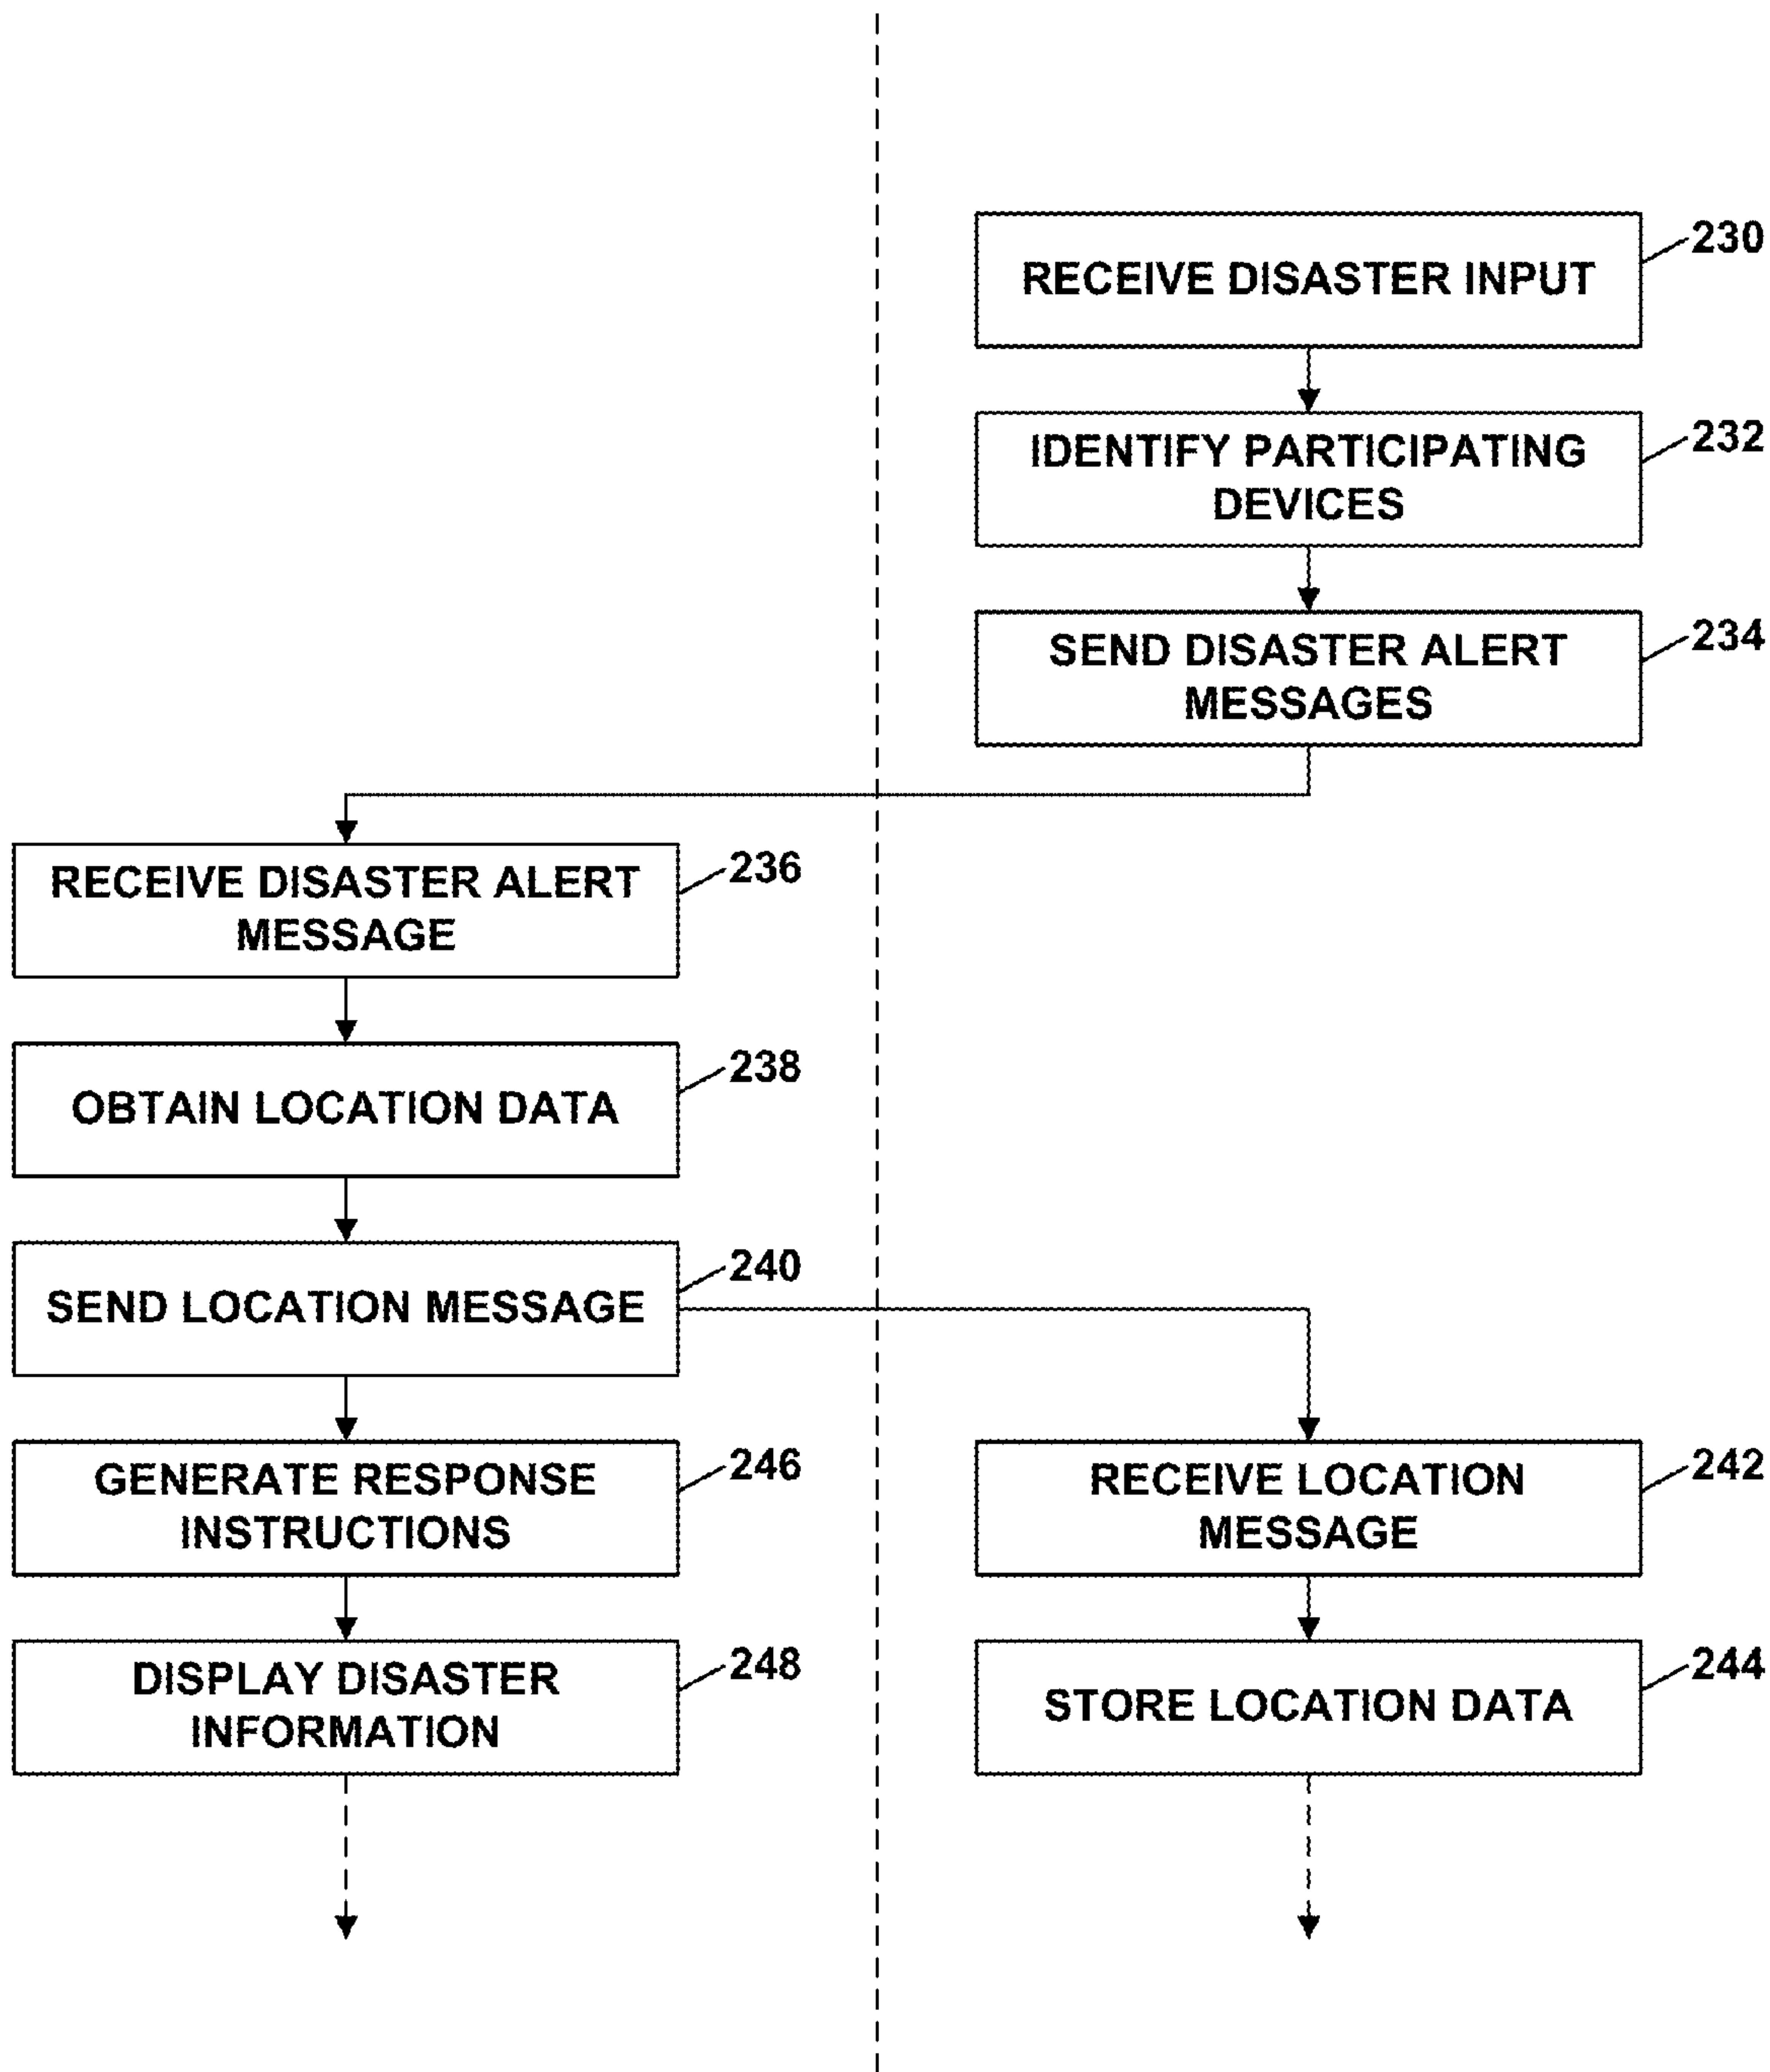 RECEIVE DISASTER INPUT
230
IDENTIFY PARTICIPATING
DEVICES
232
SEND DISASTER ALERT
MESSAGES
234
RECEIVE DISASTER ALERT
MESSAGE
236
OBTAIN LOCATION DATA
238
SEND LOCATION MESSAGE
240
GENERATE RESPONSE
INSTRUCTIONS
246
RECEIVE LOCATION
MESSAGE
242
DISPLAY DISASTER
INFORMATION
248
STORE LOCATION DATA
244